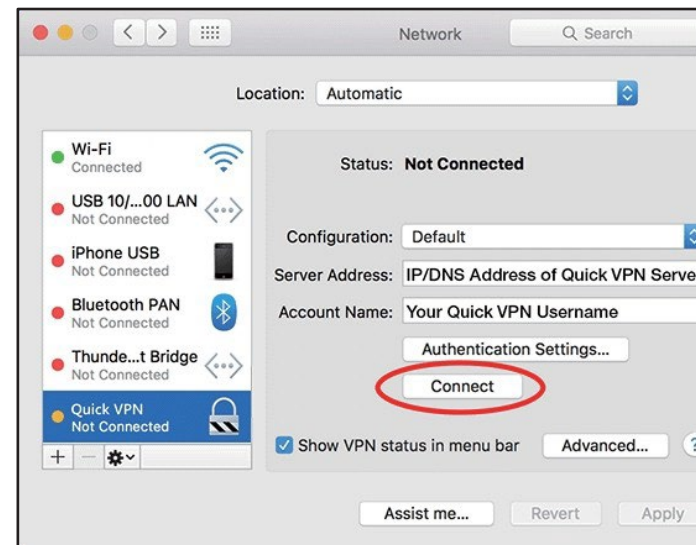 Network
Search
Location: Automatic
Wi-Fi
Connected
USB 10/...00 LAN
Not Connected
iPhone USB
Not Connected
Bluetooth PAN
Not Connected
Thunde...t Bridge
Not Connected
Quick VPN
Not Connected
Status: Not Connected
Configuration: Default
Server Address: IP/DNS Address of Quick VPN Serve
Account Name: Your Quick VPN Username
Authentication Settings...
Connect
Show VPN status in menu bar
Advanced...
?
Assist me...
Revert
Apply